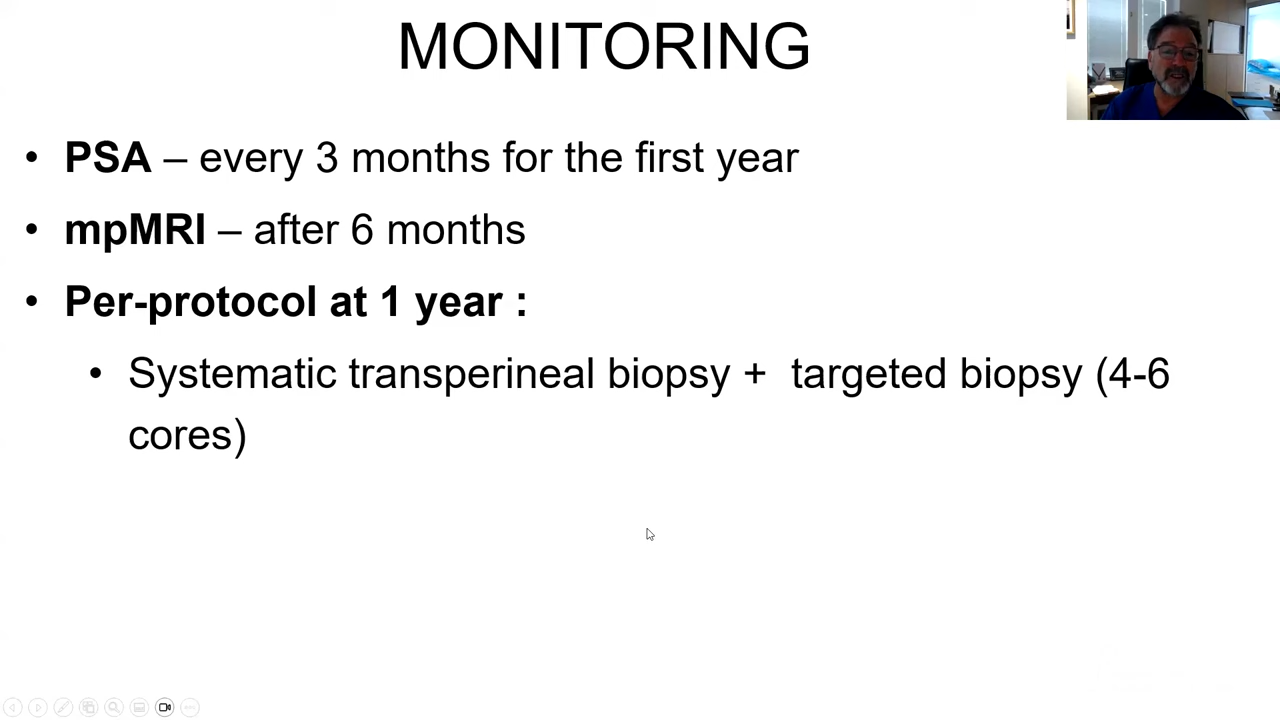 MONITORING
• PSA – every 3 months for the first year
• mpMRI – after 6 months
• Per-protocol at 1 year :
• Systematic transperineal biopsy +  targeted biopsy (4-6
cores)